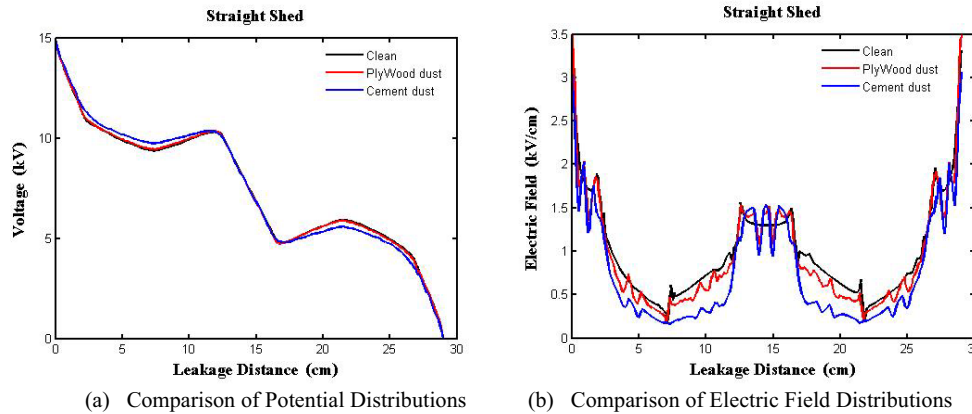 Straight Shed
15
10
5
0
Voltage (kV)
Clean
PlyWood dust
Cement dust
0 5 10 15 20 25 30
Leakage Distance (cm)
(a) Comparison of Potential Distributions
Straight Shed
3.5
3
2.5
2
1.5
1
0.5
0
Electric Field (kV/cm)
Clean
PlyWood dust
Cement dust
0 5 10 15 20 25 30
Leakage Distance (cm)
(b) Comparison of Electric Field Distributions